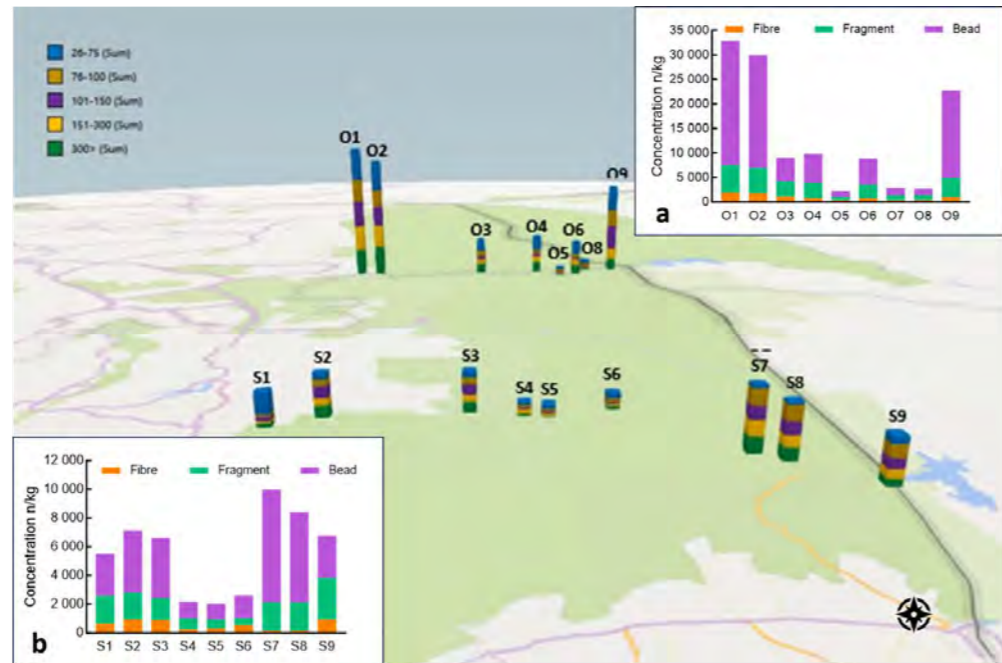 26-75 (Sum)
76-100 (Sum)
101-150 (Sum)
151-300 (Sum)
300> (Sum)
O1
O2
O3
O4
O5
O6
O8
O9
S1
S2
S3
S4
S5
S6
S7
S8
S9
Fibre Fragment Bead
Concentration n/kg
35 000
30 000
25 000
20 000
15 000
10 000
5 000
0
O1 O2 O3 O4 O5 O6 O7 O8 O9
a
Fibre Fragment Bead
Concentration n/kg
12 000
10 000
8 000
6 000
4 000
2 000
0
S1 S2 S3 S4 S5 S6 S7 S8 S9
b